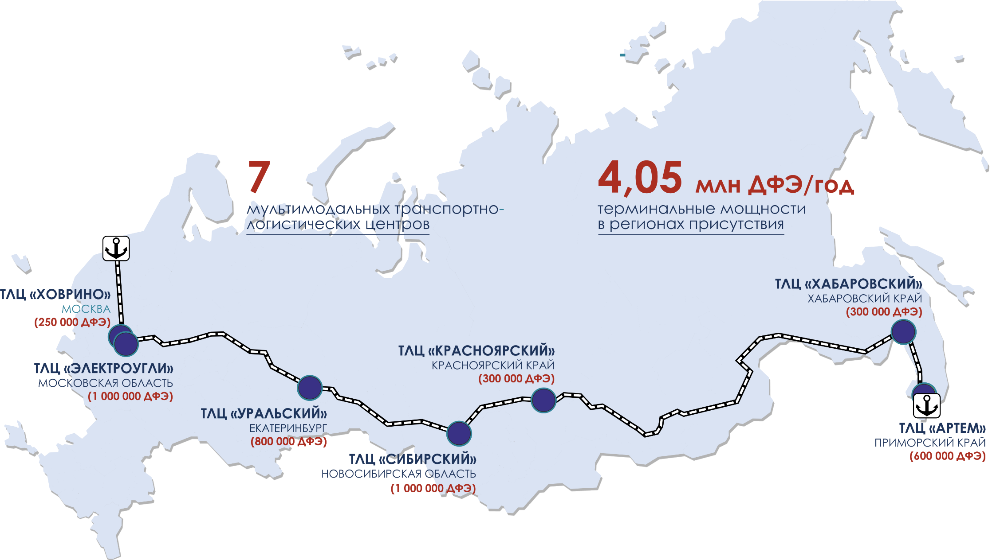 7
мультимодальных транспортно-
логистических центров
4,05 млн ДФЭ/год
терминальные мощности
в регионах присутствия
ТЛЦ «ХОВРИНО»
МОСКВА
(250 000 ДФЭ)
ТЛЦ «ЭЛЕКТРОУГЛИ»
МОСКОВСКАЯ ОБЛАСТЬ
(1 000 000 ДФЭ)
ТЛЦ «УРАЛЬСКИЙ»
ЕКАТЕРИНБУРГ
(800 000 ДФЭ)
ТЛЦ «СИБИРСКИЙ»
НОВОСИБИРСКАЯ ОБЛАСТЬ
(1 000 000 ДФЭ)
ТЛЦ «КРАСНОЯРСКИЙ»
КРАСНОЯРСКИЙ КРАЙ
(300 000 ДФЭ)
ТЛЦ «ХАБАРОВСКИЙ»
ХАБАРОВСКИЙ КРАЙ
(300 000 ДФЭ)
ТЛЦ «АРТЕМ»
ПРИМОРСКИЙ КРАЙ
(600 000 ДФЭ)